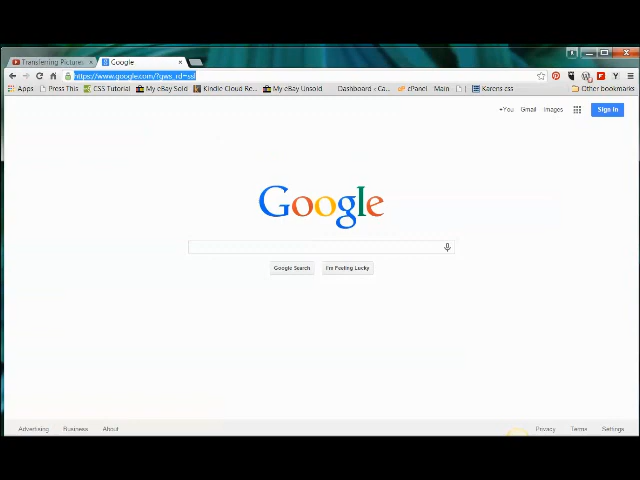 Transferring Pictures
Google
https://www.google.com/?gws_rd=ssl
Apps Press This CSS Tutorial My eBay Sold Kindle Cloud Re... My eBay Unsold Dashboard ‹ Ga... cPanel Main Karens css Other bookmarks
+You Gmail Images Sign in
Google
Google Search I'm Feeling Lucky
Advertising Business About Privacy Terms Settings